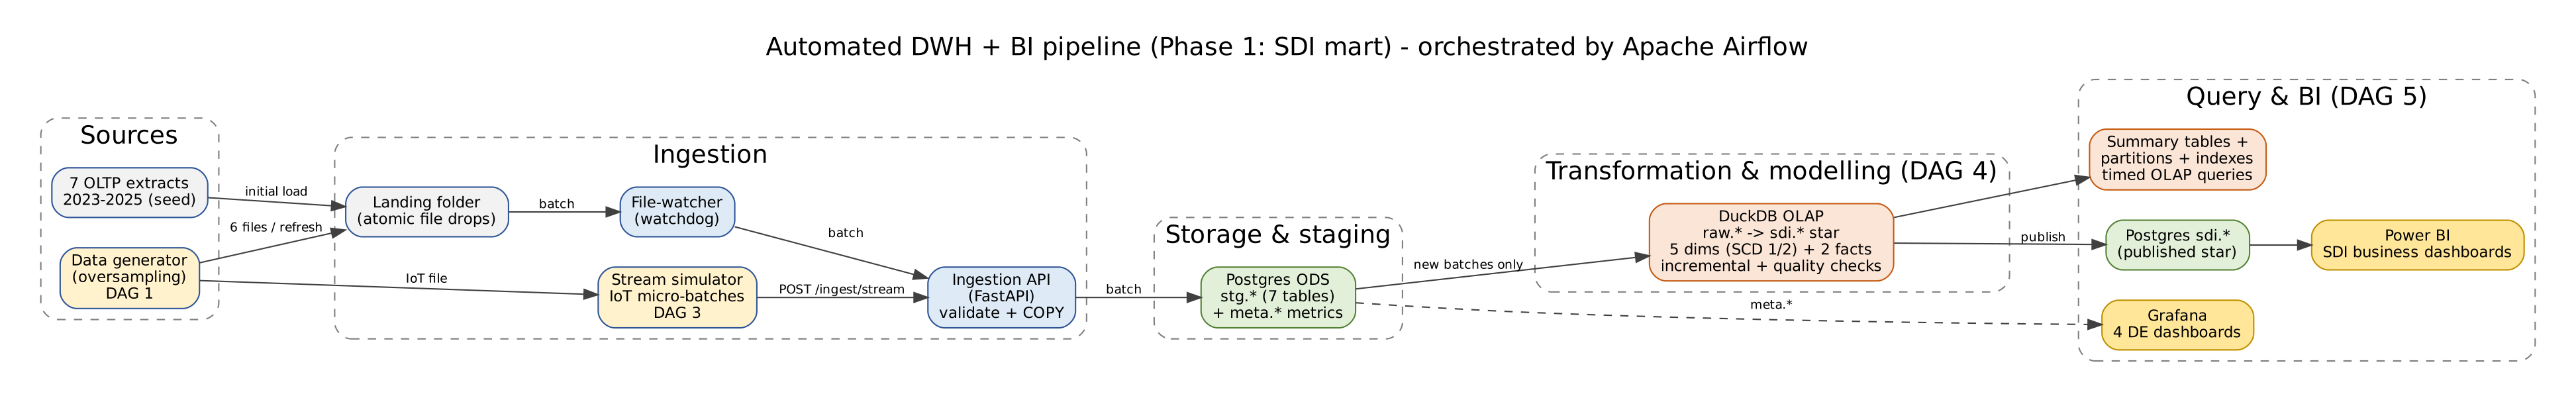 Automated DWH + BI pipeline (Phase 1: SDI mart) - orchestrated by Apache Airflow
Sources
7 OLTP extracts
2023-2025 (seed)
Data generator
(oversampling)
DAG 1
initial load
6 files / refresh
IoT file
Ingestion
Landing folder
(atomic file drops)
batch
File-watcher
(watchdog)
batch
Stream simulator
IoT micro-batches
DAG 3
POST /ingest/stream
Ingestion API
(FastAPI)
validate + COPY
batch
Storage & staging
Postgres ODS
stg.* (7 tables)
+ meta.* metrics
new batches only
meta.*
Transformation & modelling (DAG 4)
DuckDB OLAP
raw.* -> sdi.* star
5 dims (SCD 1/2) + 2 facts
incremental + quality checks
publish
Query & BI (DAG 5)
Summary tables +
partitions + indexes
timed OLAP queries
Postgres sdi.*
(published star)
Power BI
SDI business dashboards
Grafana
4 DE dashboards